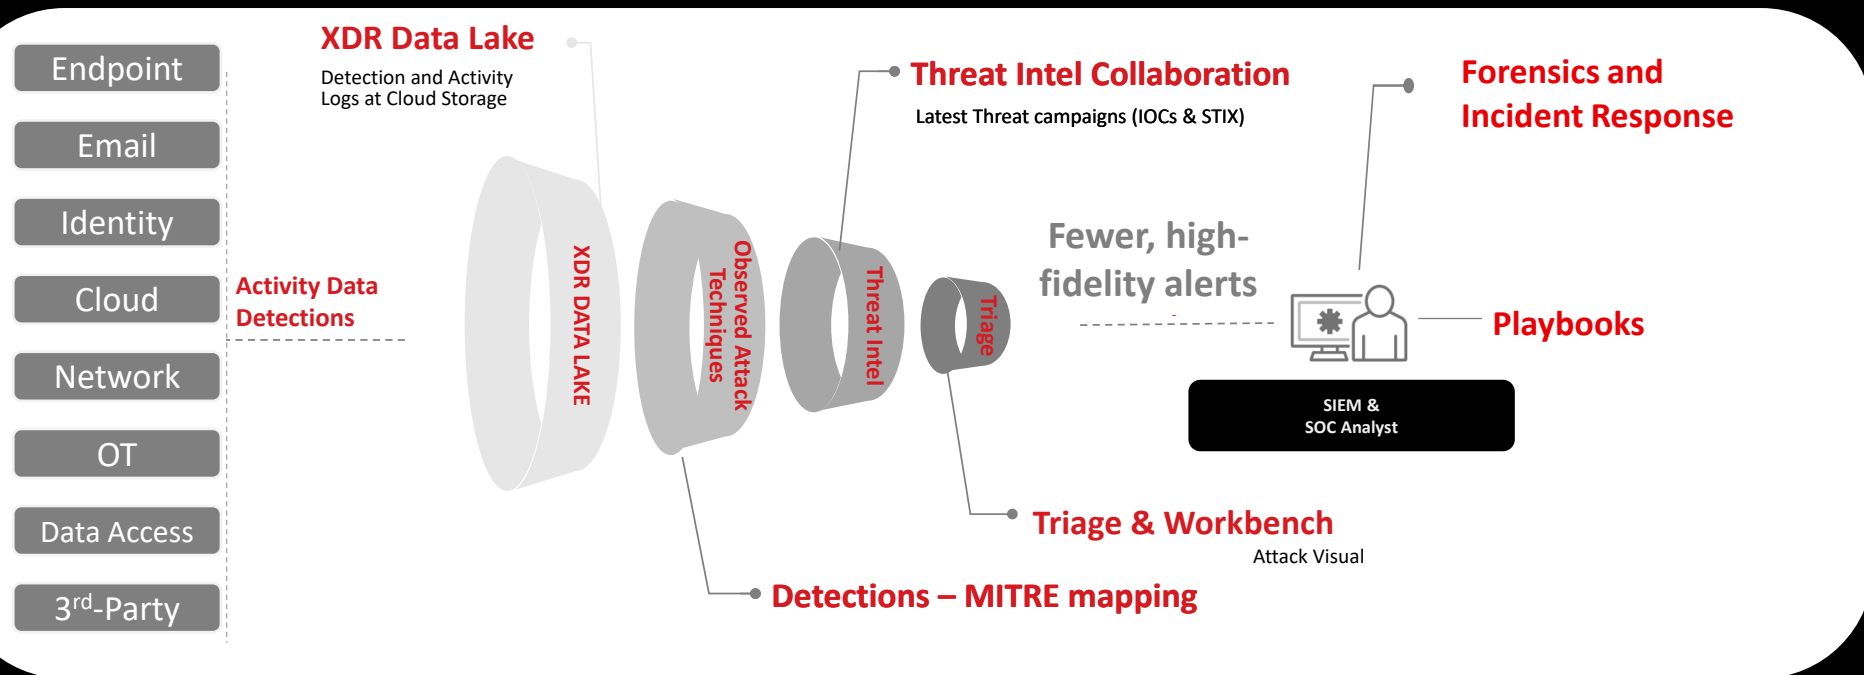 Endpoint
Email
Identity
Cloud
Network
OT
Data Access
3rd-Party
Activity Data
Detections
XDR Data Lake
Detection and Activity
Logs at Cloud Storage
XDR DATA LAKE
Observed Attack
Techniques
Threat Intel
Triage
Threat Intel Collaboration
Latest Threat campaigns (IOCs & STIX)
Detections – MITRE mapping
Triage & Workbench
Attack Visual
Fewer, high-
fidelity alerts
Forensics and
Incident Response
Playbooks
SIEM &
SOC Analyst